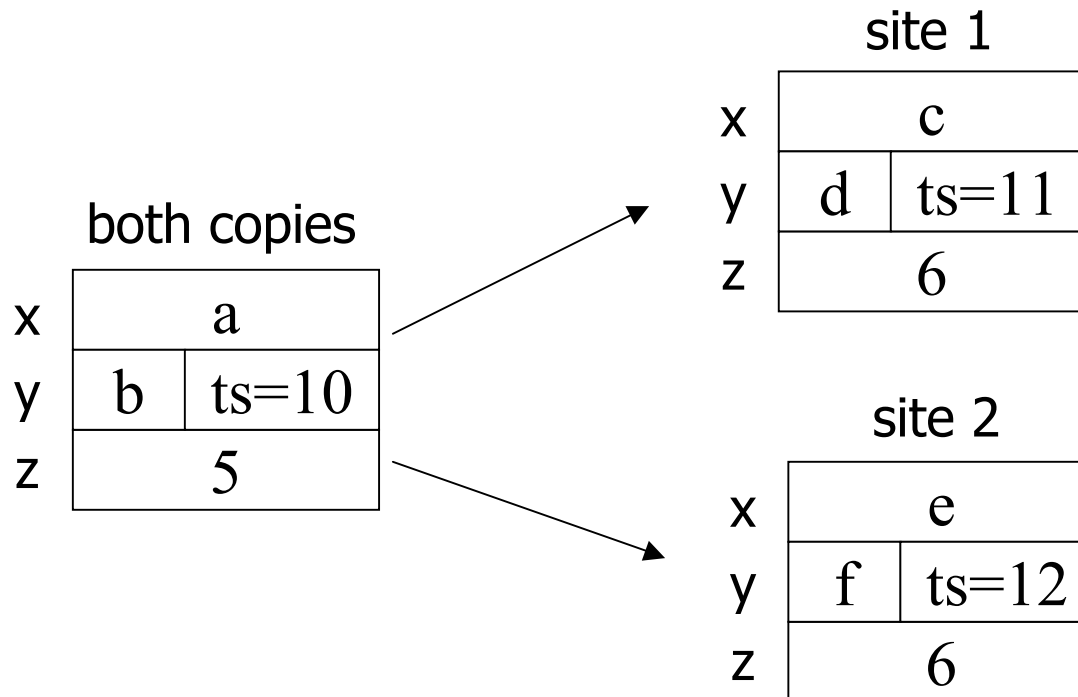 both copies
x a
y b ts=10
z 5
site 1
x c
y d ts=11
z 6
site 2
x e
y f ts=12
z 6